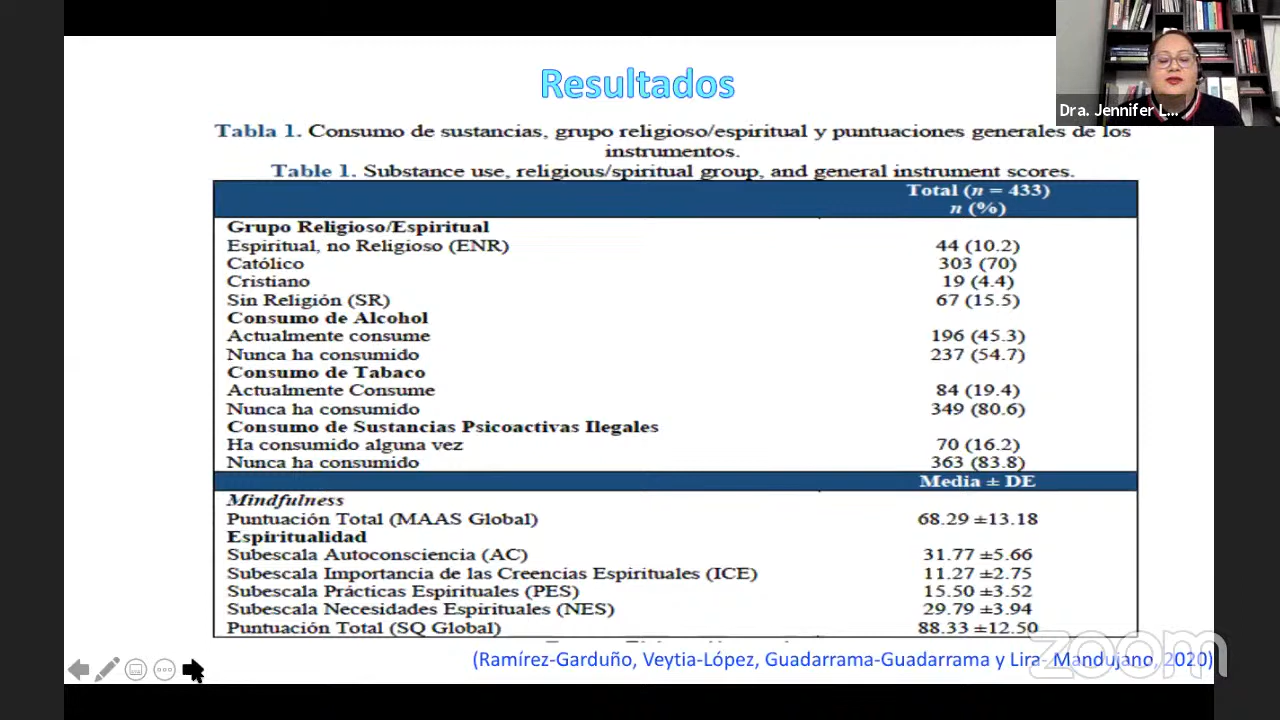 Resultados
Dra. Jennifer L...
Tabla 1. Consumo de sustancias, grupo religioso/espiritual y puntuaciones generales de los
instrumentos.
Table 1. Substance use, religious/spiritual group, and general instrument scores.
Total (n = 433)
n (%)
Grupo Religioso/Espiritual
Espiritual, no Religioso (ENR) 44 (10.2)
Católico 303 (70)
Cristiano 19 (4.4)
Sin Religión (SR) 67 (15.5)
Consumo de Alcohol
Actualmente consume 196 (45.3)
Nunca ha consumido 237 (54.7)
Consumo de Tabaco
Actualmente Consume 84 (19.4)
Nunca ha consumido 349 (80.6)
Consumo de Sustancias Psicoactivas Ilegales
Ha consumido alguna vez 70 (16.2)
Nunca ha consumido 363 (83.8)
Media ± DE
Mindfulness
Puntuación Total (MAAS Global) 68.29 ±13.18
Espiritualidad
Subescala Autoconsciencia (AC) 31.77 ±5.66
Subescala Importancia de las Creencias Espirituales (ICE) 11.27 ±2.75
Subescala Prácticas Espirituales (PES) 15.50 ±3.52
Subescala Necesidades Espirituales (NES) 29.79 ±3.94
Puntuación Total (SQ Global) 88.33 ±12.50
(Ramírez-Garduño, Veytia-López, Guadarrama-Guadarrama y Lira- Mandujano, 2020)
zoom